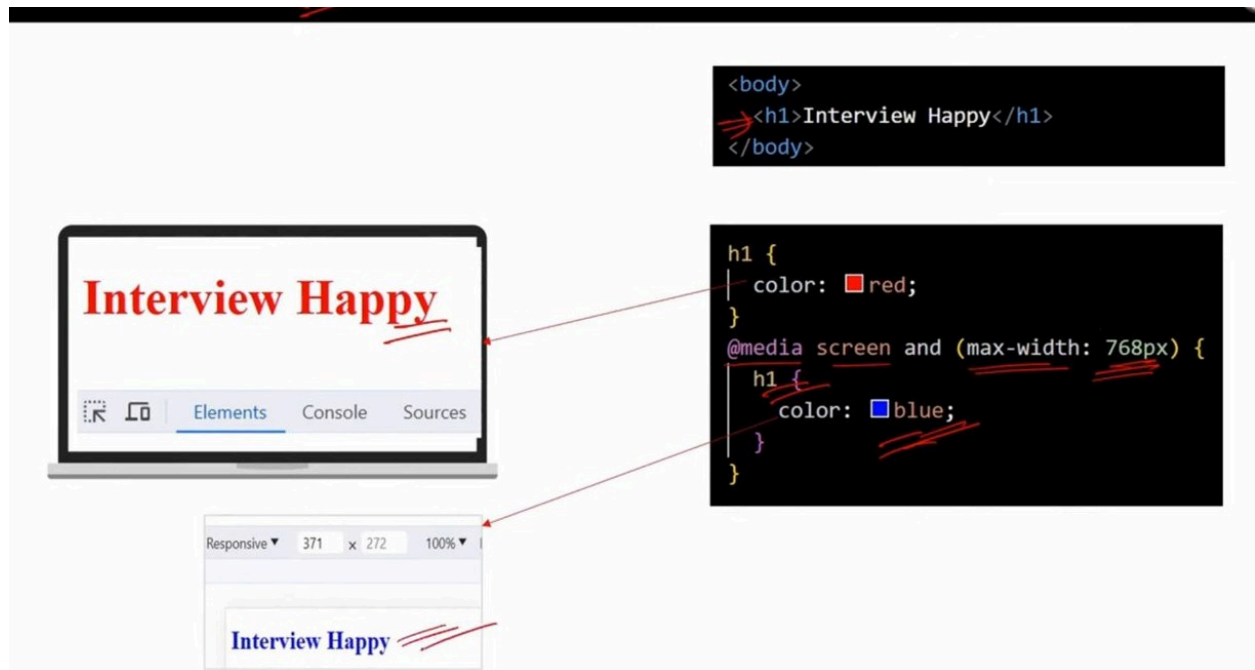 <body>
<h1>Interview Happy</h1>
</body>
Interview Happy
Elements Console Sources
h1 {
color: red;
}
@media screen and (max-width: 768px) {
h1 {
color: blue;
}
}
Responsive ▼ 371 x 272 100% ▼
Interview Happy